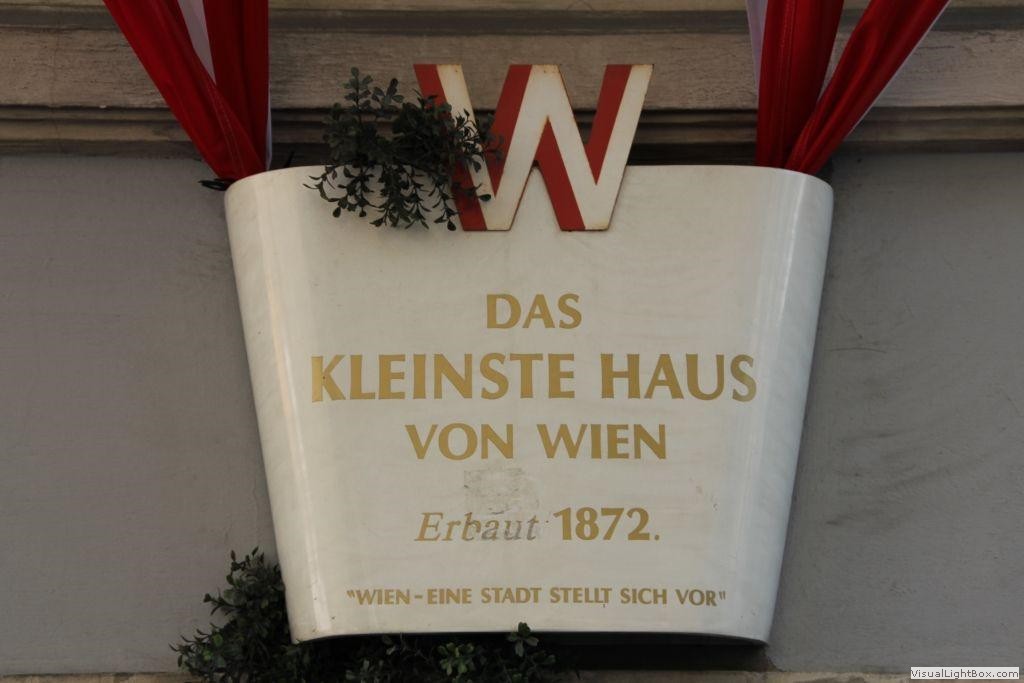 W
DAS
KLEINSTE HAUS
VON WIEN
Erbaut 1872.
"WIEN-EINE STADT STELLT SICH VOR"
VisualLightBox.com